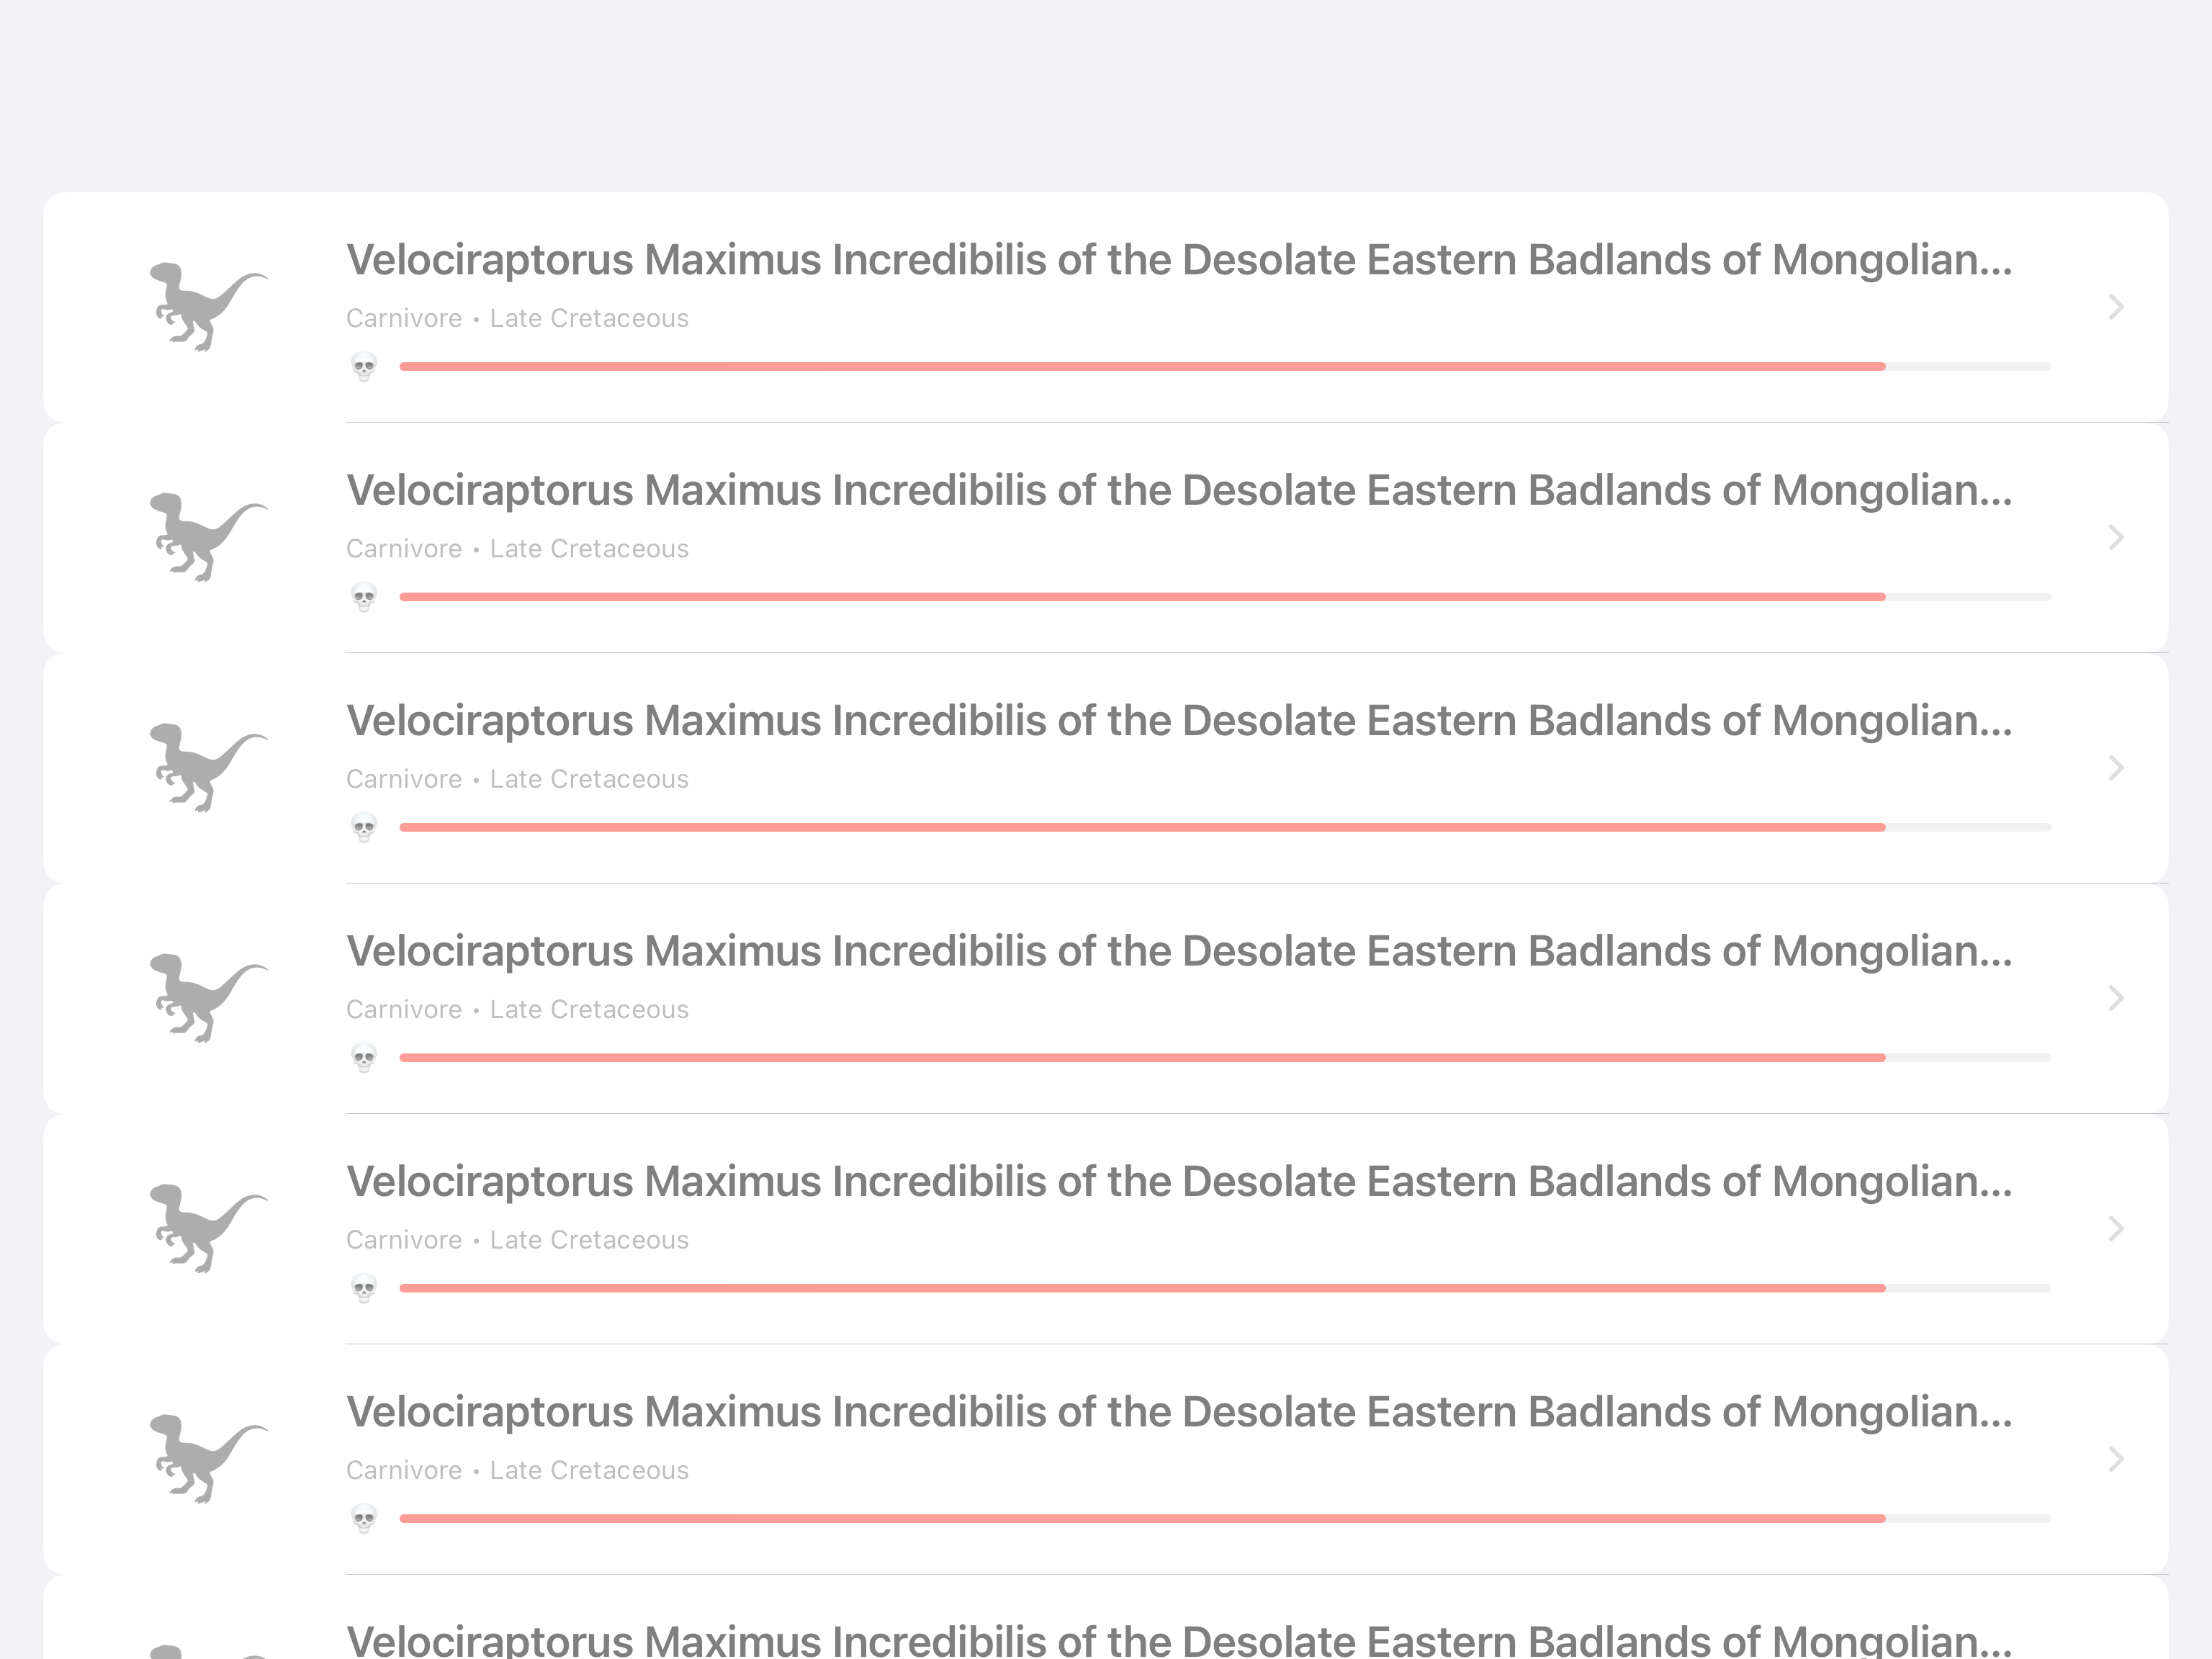 Velociraptorus Maximus Incredibilis of the Desolate Eastern Badlands of Mongolian...
Carnivore • Late Cretaceous
💀
Velociraptorus Maximus Incredibilis of the Desolate Eastern Badlands of Mongolian...
Carnivore • Late Cretaceous
💀
Velociraptorus Maximus Incredibilis of the Desolate Eastern Badlands of Mongolian...
Carnivore • Late Cretaceous
💀
Velociraptorus Maximus Incredibilis of the Desolate Eastern Badlands of Mongolian...
Carnivore • Late Cretaceous
💀
Velociraptorus Maximus Incredibilis of the Desolate Eastern Badlands of Mongolian...
Carnivore • Late Cretaceous
💀
Velociraptorus Maximus Incredibilis of the Desolate Eastern Badlands of Mongolian...
Carnivore • Late Cretaceous
💀
Velociraptorus Maximus Incredibilis of the Desolate Eastern Badlands of Mongolian...